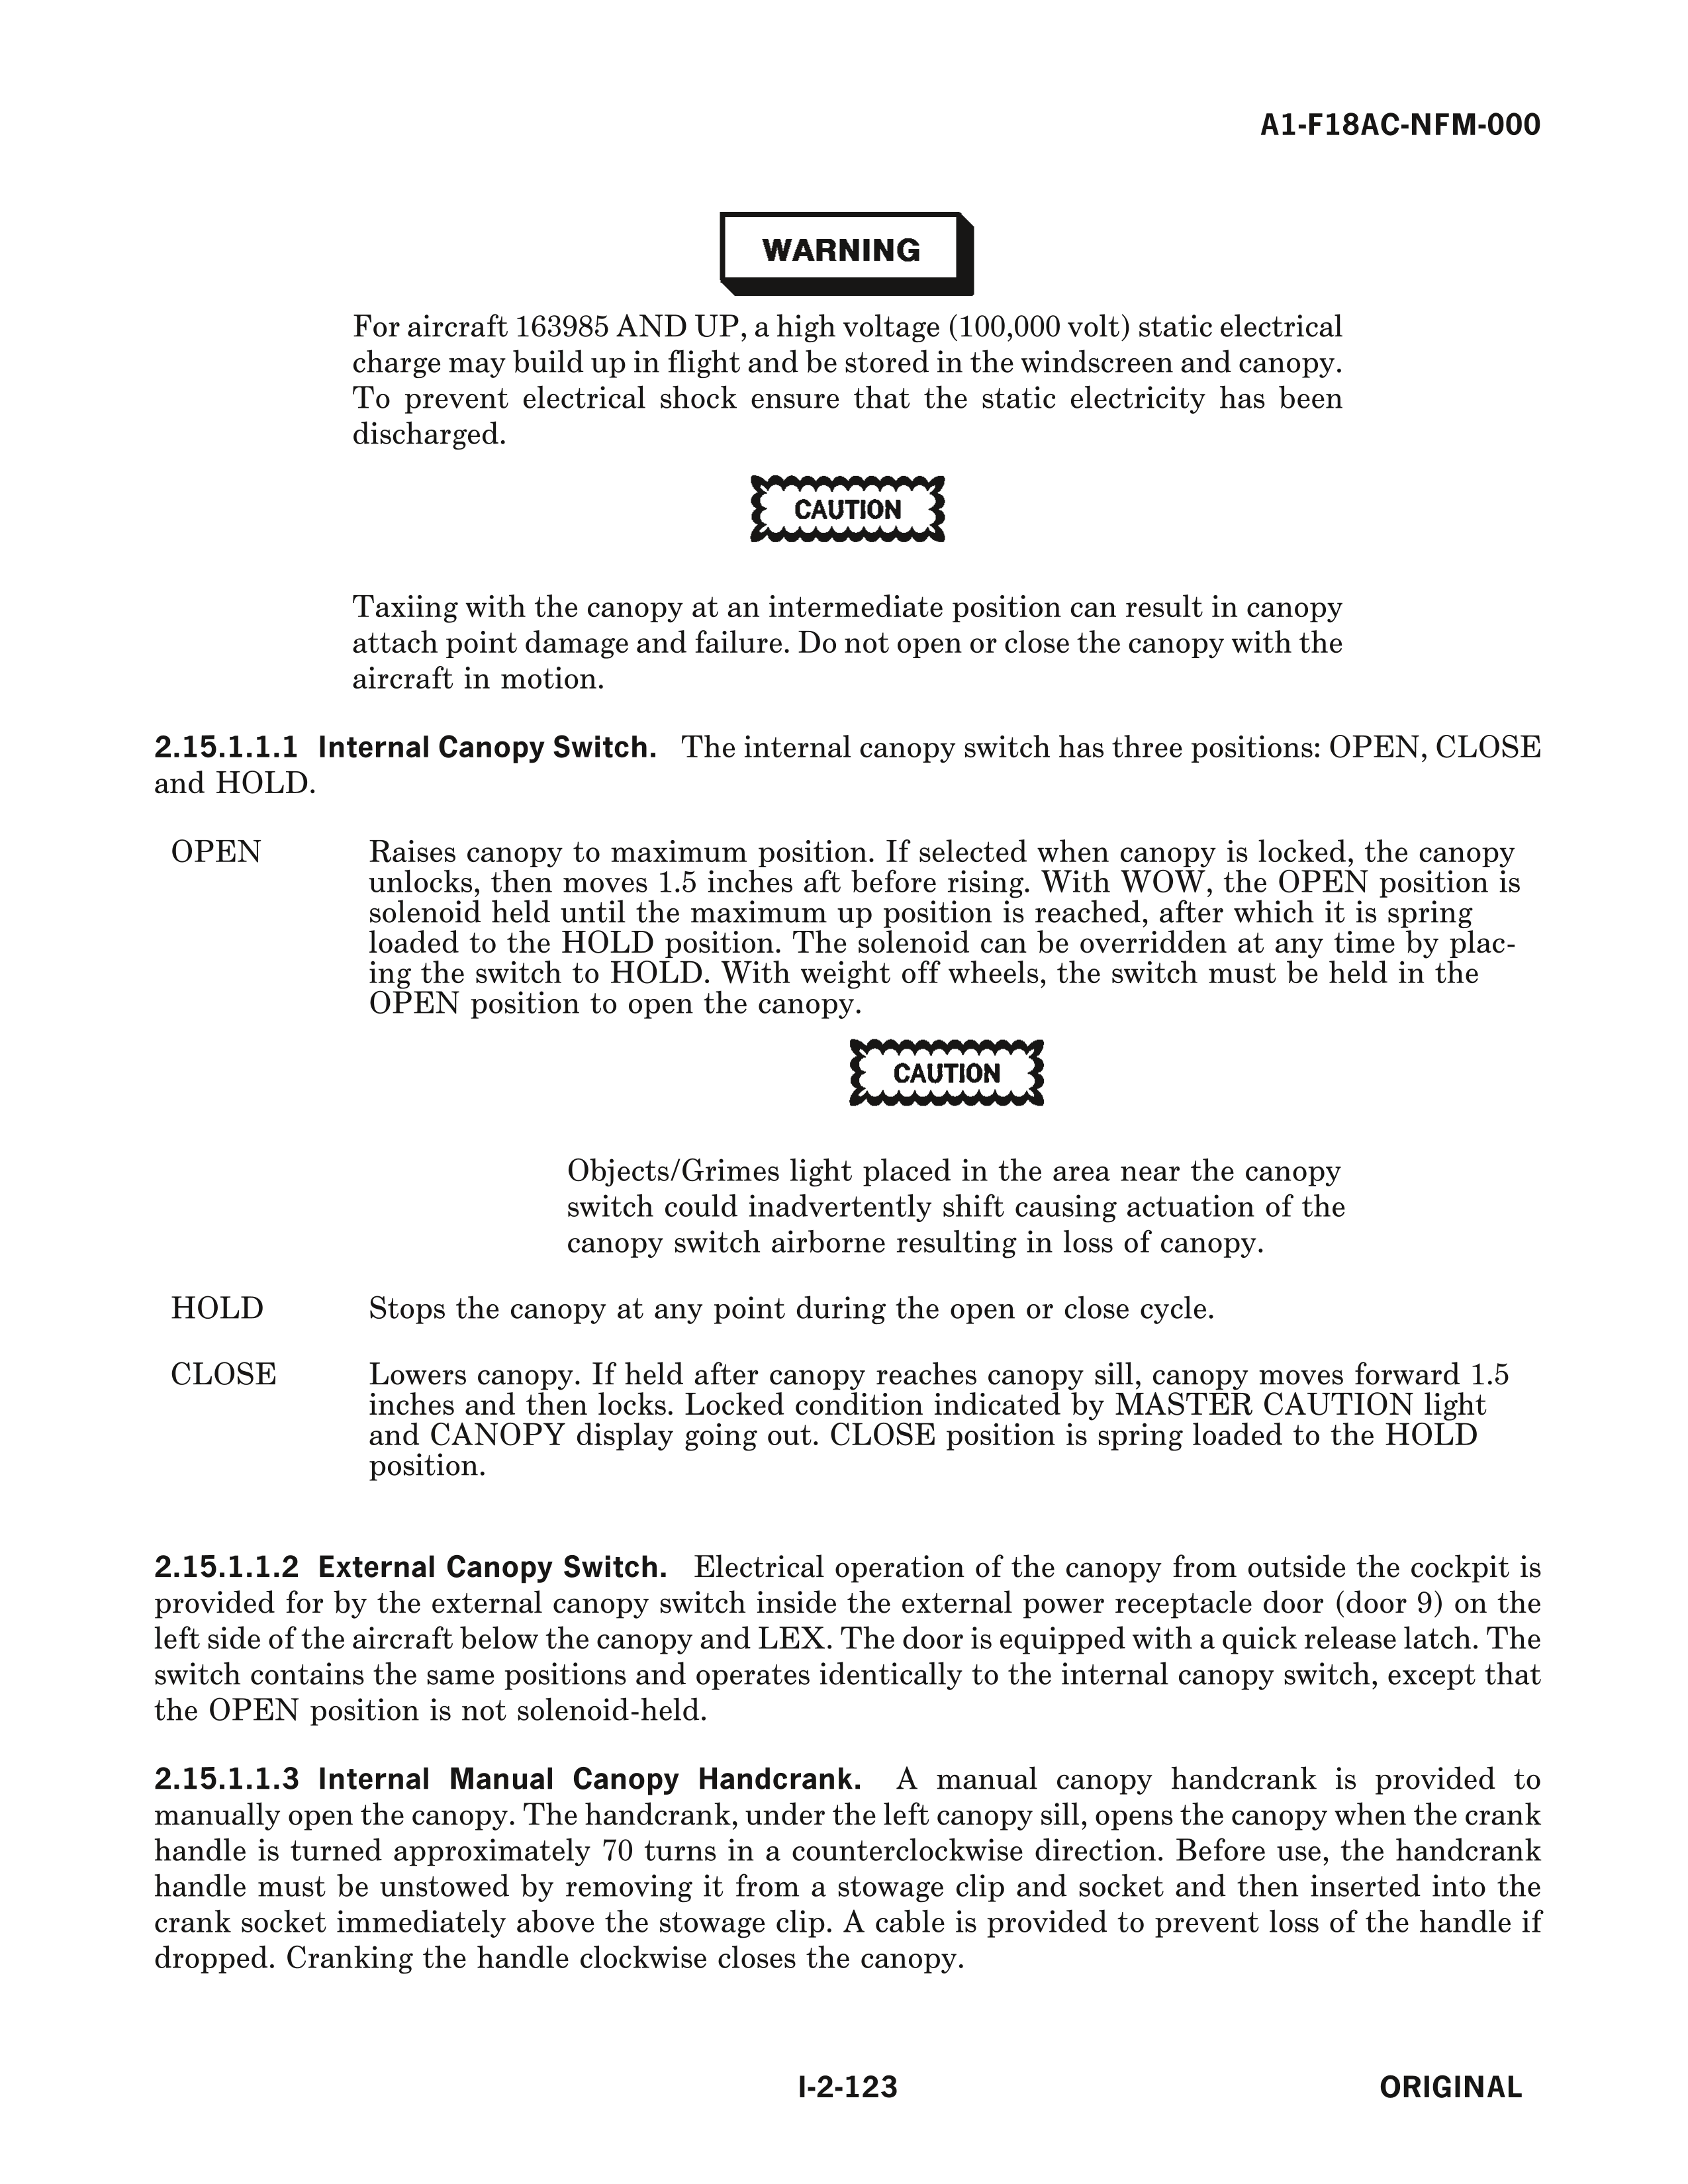 A1-F18AC-NFM-000
WARNING
For aircraft 163985 AND UP, a high voltage (100,000 volt) static electrical
charge may build up in flight and be stored in the windscreen and canopy.
To prevent electrical shock ensure that the static electricity has been
discharged.
CAUTION
Taxiing with the canopy at an intermediate position can result in canopy
attach point damage and failure. Do not open or close the canopy with the
aircraft in motion.
2.15.1.1.1 Internal Canopy Switch. The internal canopy switch has three positions: OPEN, CLOSE
and HOLD.
OPEN Raises canopy to maximum position. If selected when canopy is locked, the canopy
unlocks, then moves 1.5 inches aft before rising. With WOW, the OPEN position is
solenoid held until the maximum up position is reached, after which it is spring
loaded to the HOLD position. The solenoid can be overridden at any time by plac-
ing the switch to HOLD. With weight off wheels, the switch must be held in the
OPEN position to open the canopy.
CAUTION
Objects/Grimes light placed in the area near the canopy
switch could inadvertently shift causing actuation of the
canopy switch airborne resulting in loss of canopy.
HOLD Stops the canopy at any point during the open or close cycle.
CLOSE Lowers canopy. If held after canopy reaches canopy sill, canopy moves forward 1.5
inches and then locks. Locked condition indicated by MASTER CAUTION light
and CANOPY display going out. CLOSE position is spring loaded to the HOLD
position.
2.15.1.1.2 External Canopy Switch. Electrical operation of the canopy from outside the cockpit is
provided for by the external canopy switch inside the external power receptacle door (door 9) on the
left side of the aircraft below the canopy and LEX. The door is equipped with a quick release latch. The
switch contains the same positions and operates identically to the internal canopy switch, except that
the OPEN position is not solenoid-held.
2.15.1.1.3 Internal Manual Canopy Handcrank. A manual canopy handcrank is provided to
manually open the canopy. The handcrank, under the left canopy sill, opens the canopy when the crank
handle is turned approximately 70 turns in a counterclockwise direction. Before use, the handcrank
handle must be unstowed by removing it from a stowage clip and socket and then inserted into the
crank socket immediately above the stowage clip. A cable is provided to prevent loss of the handle if
dropped. Cranking the handle clockwise closes the canopy.
I-2-123 ORIGINAL